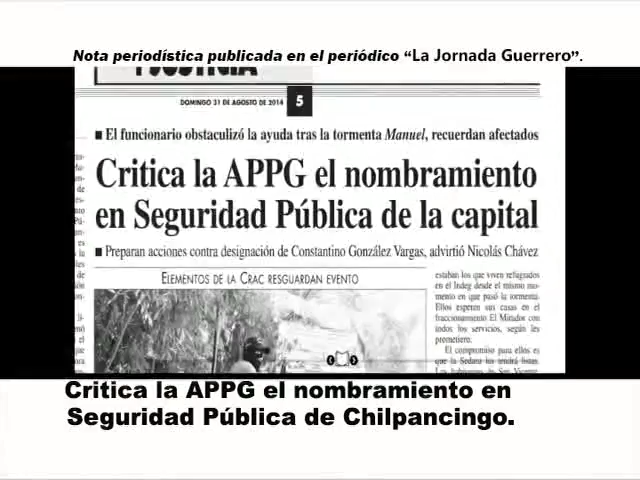 Nota periodística publicada en el periódico “La Jornada Guerrero”.
Y JUSTICIA
DOMINGO 31 DE AGOSTO DE 2014 5
■ El funcionario obstaculizó la ayuda tras la tormenta Manuel, recuerdan afectados
Critica la APPG el nombramiento
en Seguridad Pública de la capital
■ Preparan acciones contra designación de Constantino González Vargas, advirtió Nicolás Chávez
ELEMENTOS DE LA CRAC RESGUARDAN EVENTO
estaban los que viven refugiados
en el Indeg desde el mismo mo-
mento en que pasó la tormenta.
Ellos esperan sus casas en el
fraccionamiento El Mirador con
todos los servicios, según les
prometiera.
El compromiso para ellos es
que la Sedatu les tendrá listas.
Critica la APPG el nombramiento en
Seguridad Pública de Chilpancingo.